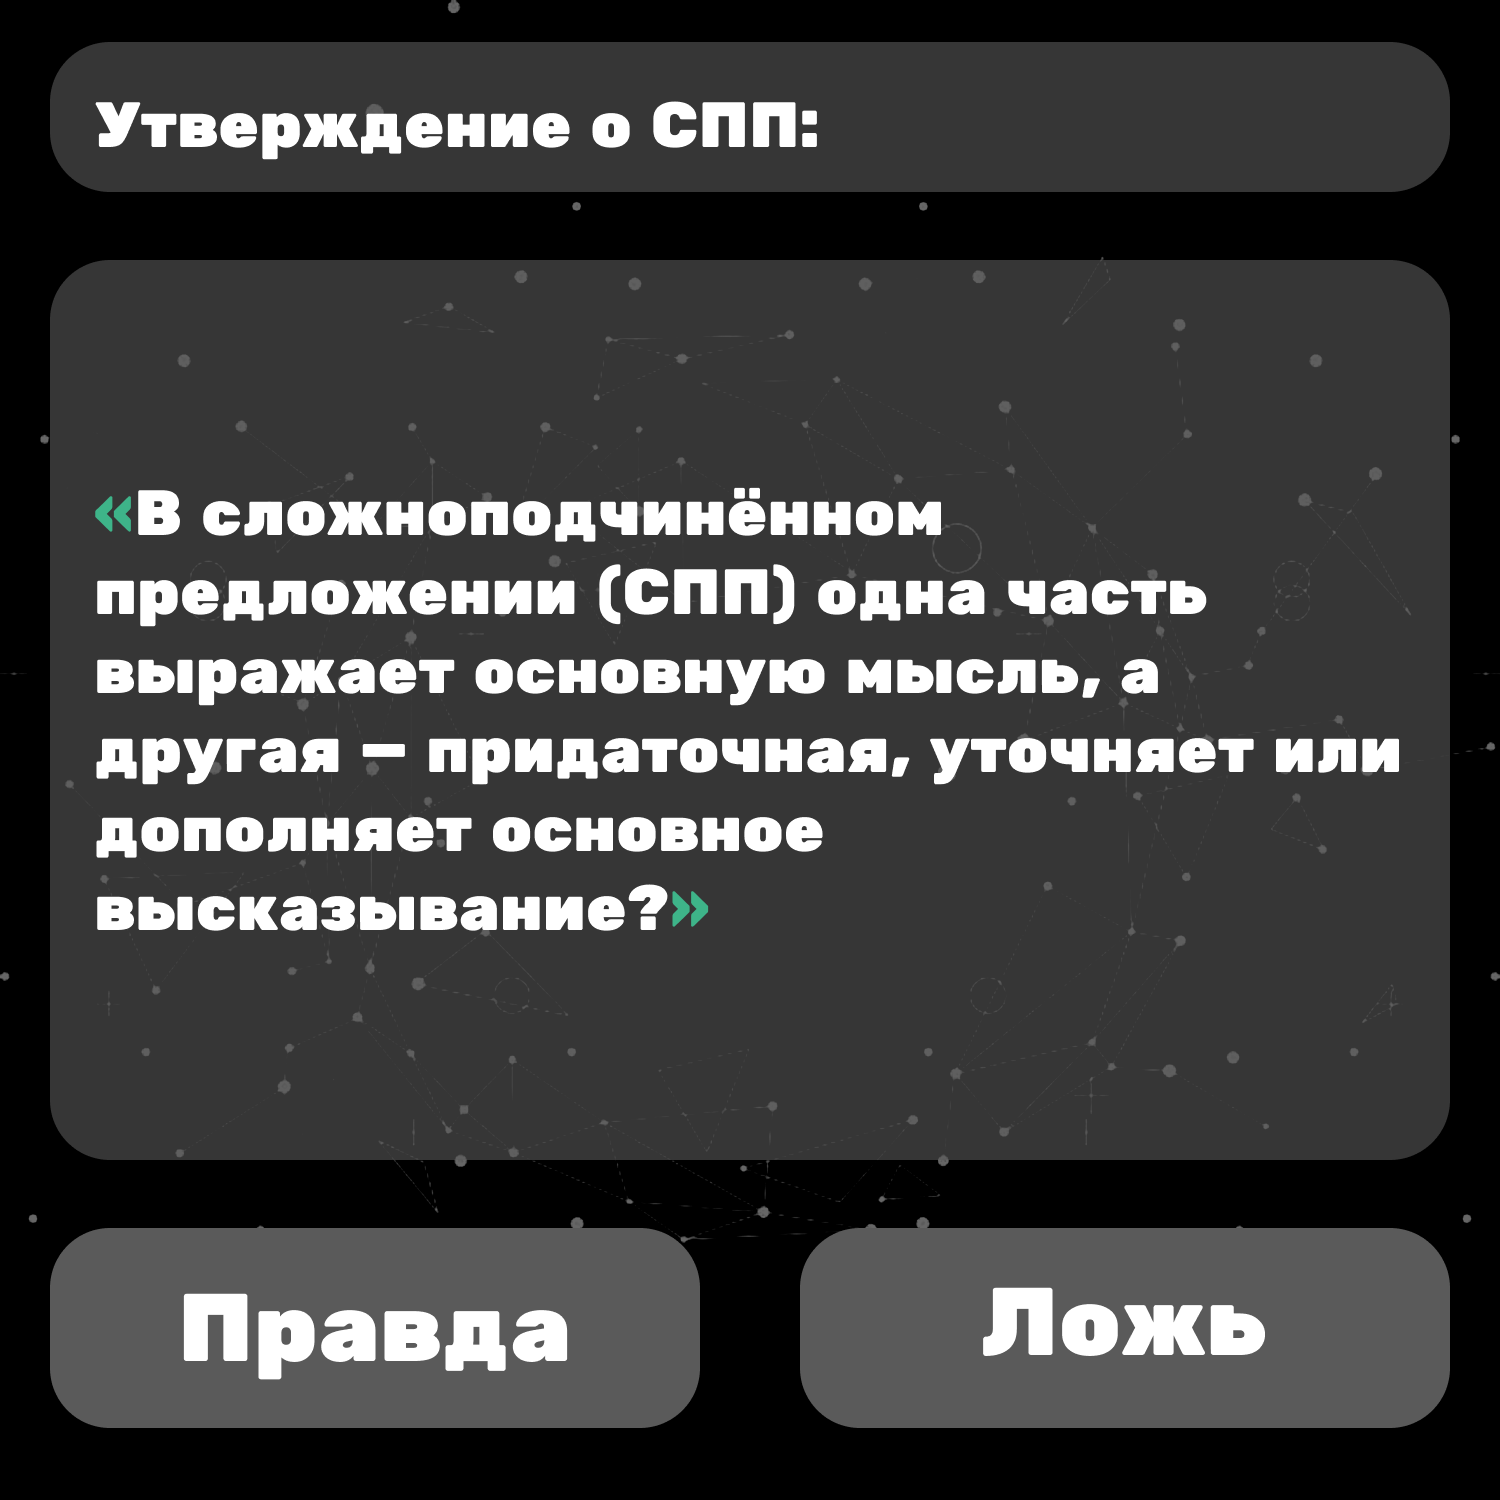 Утверждение о СПП:
«В сложноподчинённом
предложении (СПП) одна часть
выражает основную мысль, а
другая — придаточная, уточняет или
дополняет основное
высказывание?»
Правда
Ложь